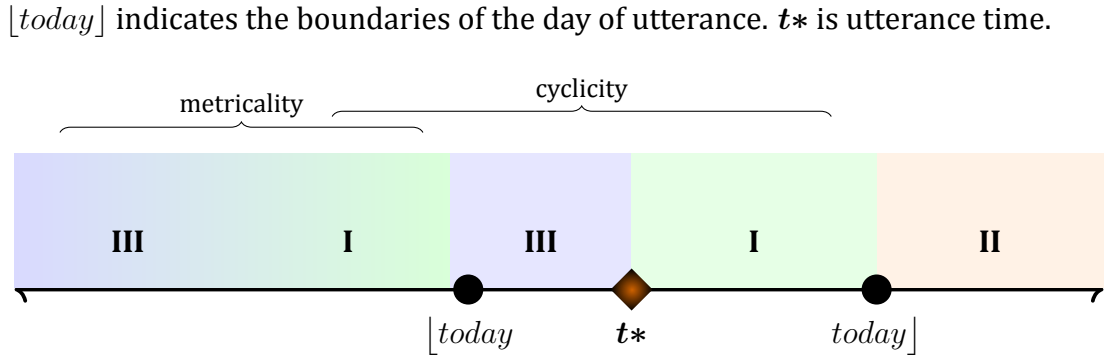 ⌊today⌋ indicates the boundaries of the day of utterance. t* is utterance time.
cyclicity
metricality
III I III I II
⌊today t* today⌋